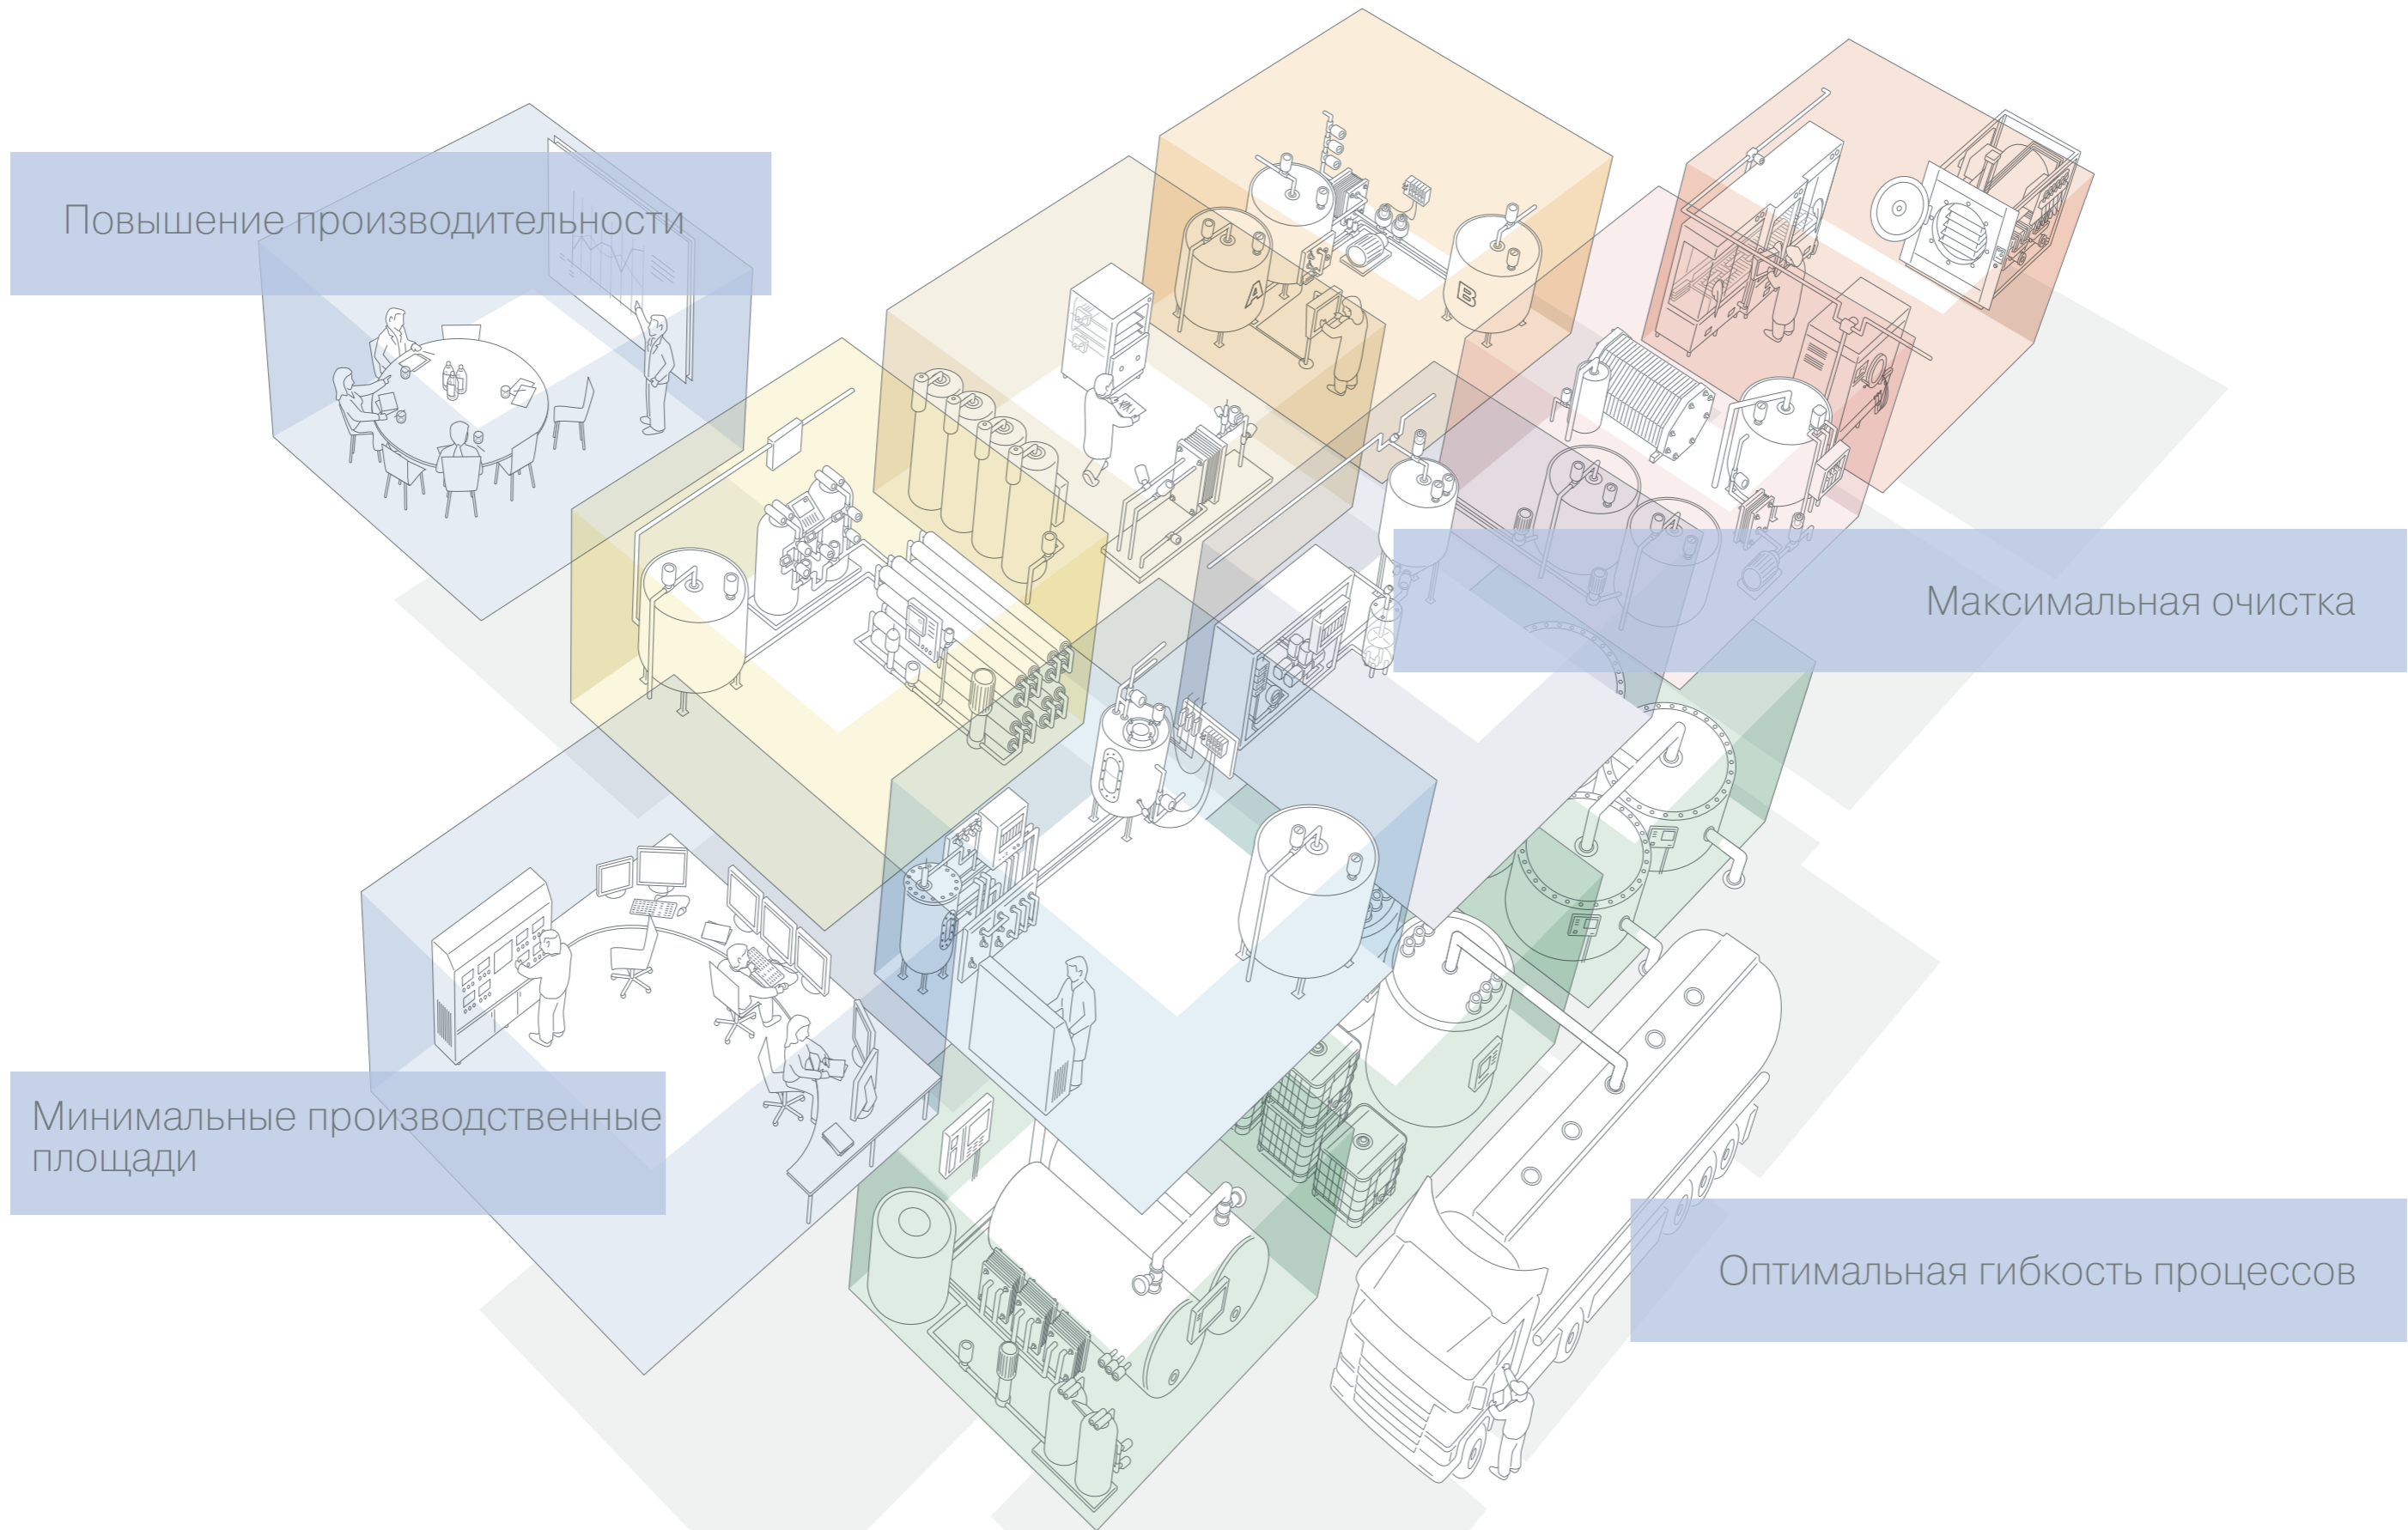 Повышение производительности
A
B
Максимальная очистка
Минимальные производственные
площади
Оптимальная гибкость процессов